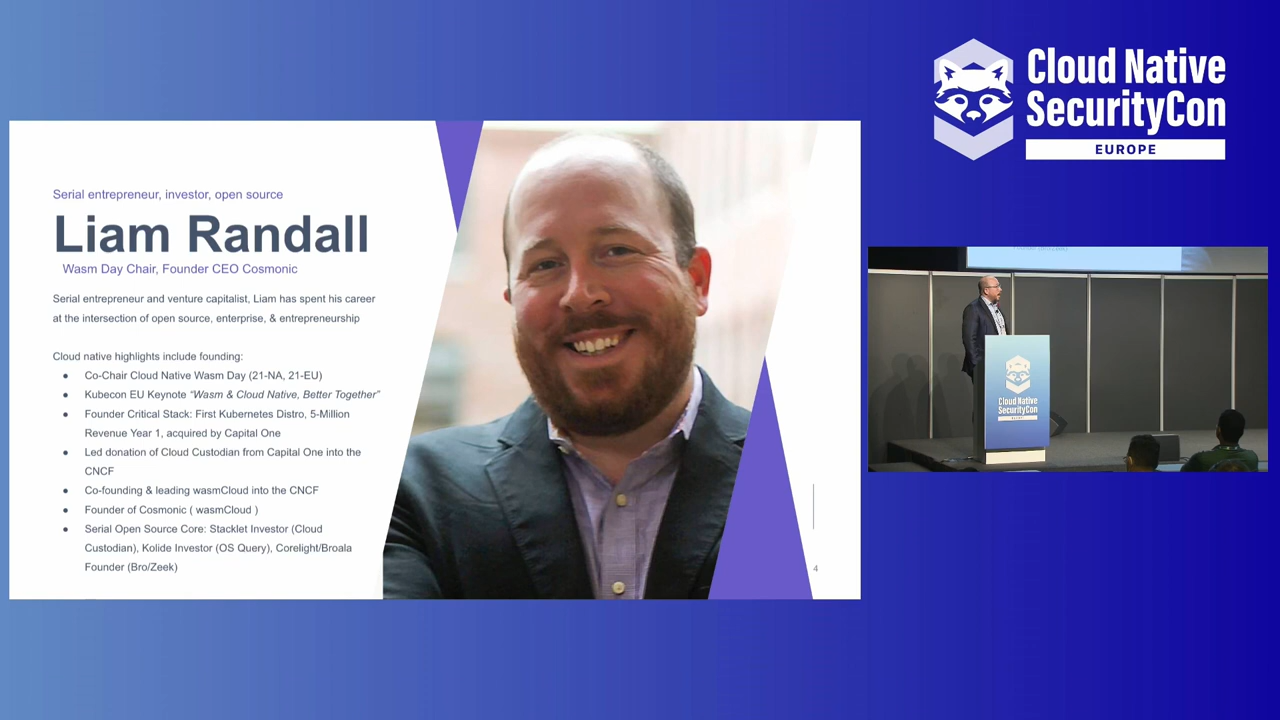 Cloud Native
SecurityCon
EUROPE
Serial entrepreneur, investor, open source
Liam Randall
Wasm Day Chair, Founder CEO Cosmonic
Serial entrepreneur and venture capitalist, Liam has spent his career
at the intersection of open source, enterprise, & entrepreneurship
Cloud native highlights include founding:
● Co-Chair Cloud Native Wasm Day (21-NA, 21-EU)
● Kubecon EU Keynote “Wasm & Cloud Native, Better Together”
● Founder Critical Stack: First Kubernetes Distro, 5-Million
Revenue Year 1, acquired by Capital One
● Led donation of Cloud Custodian from Capital One into the
CNCF
● Co-founding & leading wasmCloud into the CNCF
● Founder of Cosmonic ( wasmCloud )
● Serial Open Source Core: Stacklet Investor (Cloud
Custodian), Kolide Investor (OS Query), Corelight/Broala
Founder (Bro/Zeek)
4
Cloud Native
SecurityCon